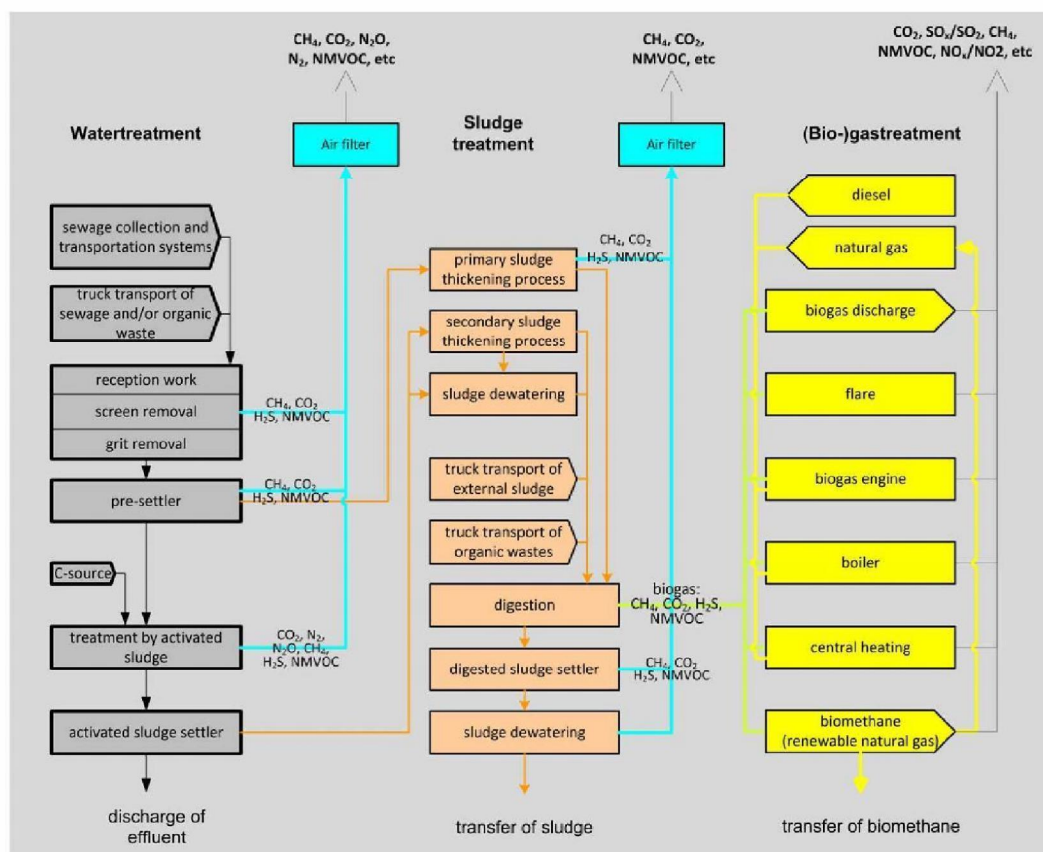 CH₄, CO₂, N₂O,
N₂, NMVOC, etc
CH₄, CO₂,
NMVOC, etc
CO₂, SOₓ/SO₂, CH₄,
NMVOC, NOₓ/NO2, etc
Watertreatment
Air filter
Sludge
treatment
Air filter
(Bio-)gastreatment
sewage collection and
transportation systems
truck transport of
sewage and/or organic
waste
reception work
screen removal
grit removal
CH₄, CO₂
H₂S, NMVOC
pre-settler
CH₄, CO₂
H₂S, NMVOC
C-source
treatment by activated
sludge
CO₂, N₂,
N₂O, CH₄,
H₂S, NMVOC
activated sludge settler
discharge of
effluent
primary sludge
thickening process
CH₄, CO₂
H₂S, NMVOC
secondary sludge
thickening process
sludge dewatering
truck transport of
external sludge
truck transport of
organic wastes
digestion
biogas:
CH₄, CO₂, H₂S,
NMVOC
digested sludge settler
CH₄, CO₂
H₂S, NMVOC
sludge dewatering
transfer of sludge
diesel
natural gas
biogas discharge
flare
biogas engine
boiler
central heating
biomethane
(renewable natural gas)
transfer of biomethane